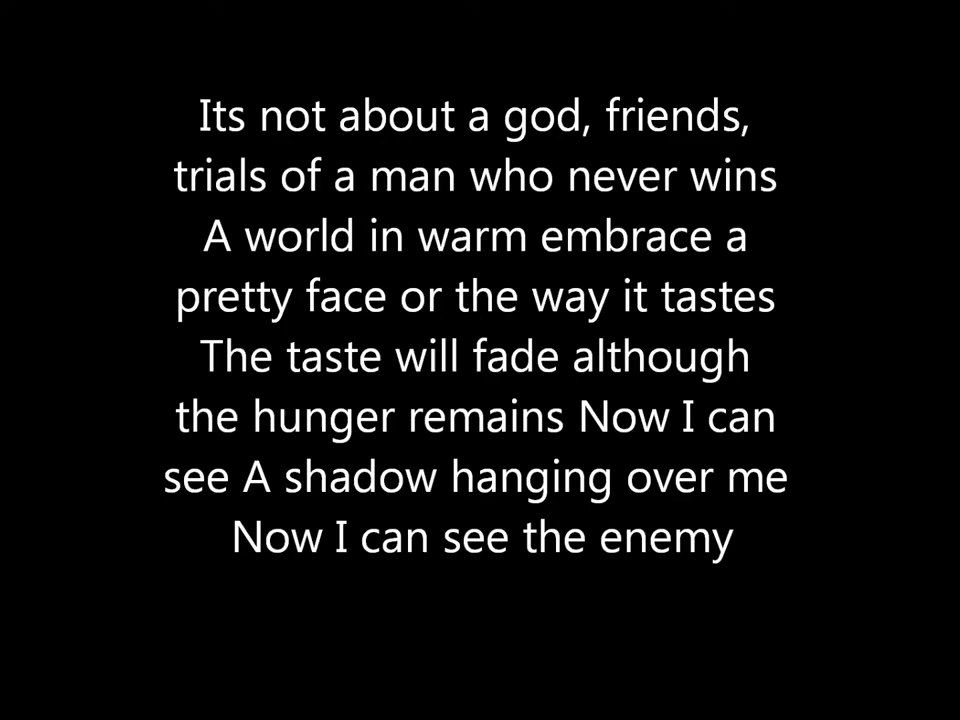 Its not about a god, friends,
trials of a man who never wins
A world in warm embrace a
pretty face or the way it tastes
The taste will fade although
the hunger remains Now I can
see A shadow hanging over me
Now I can see the enemy